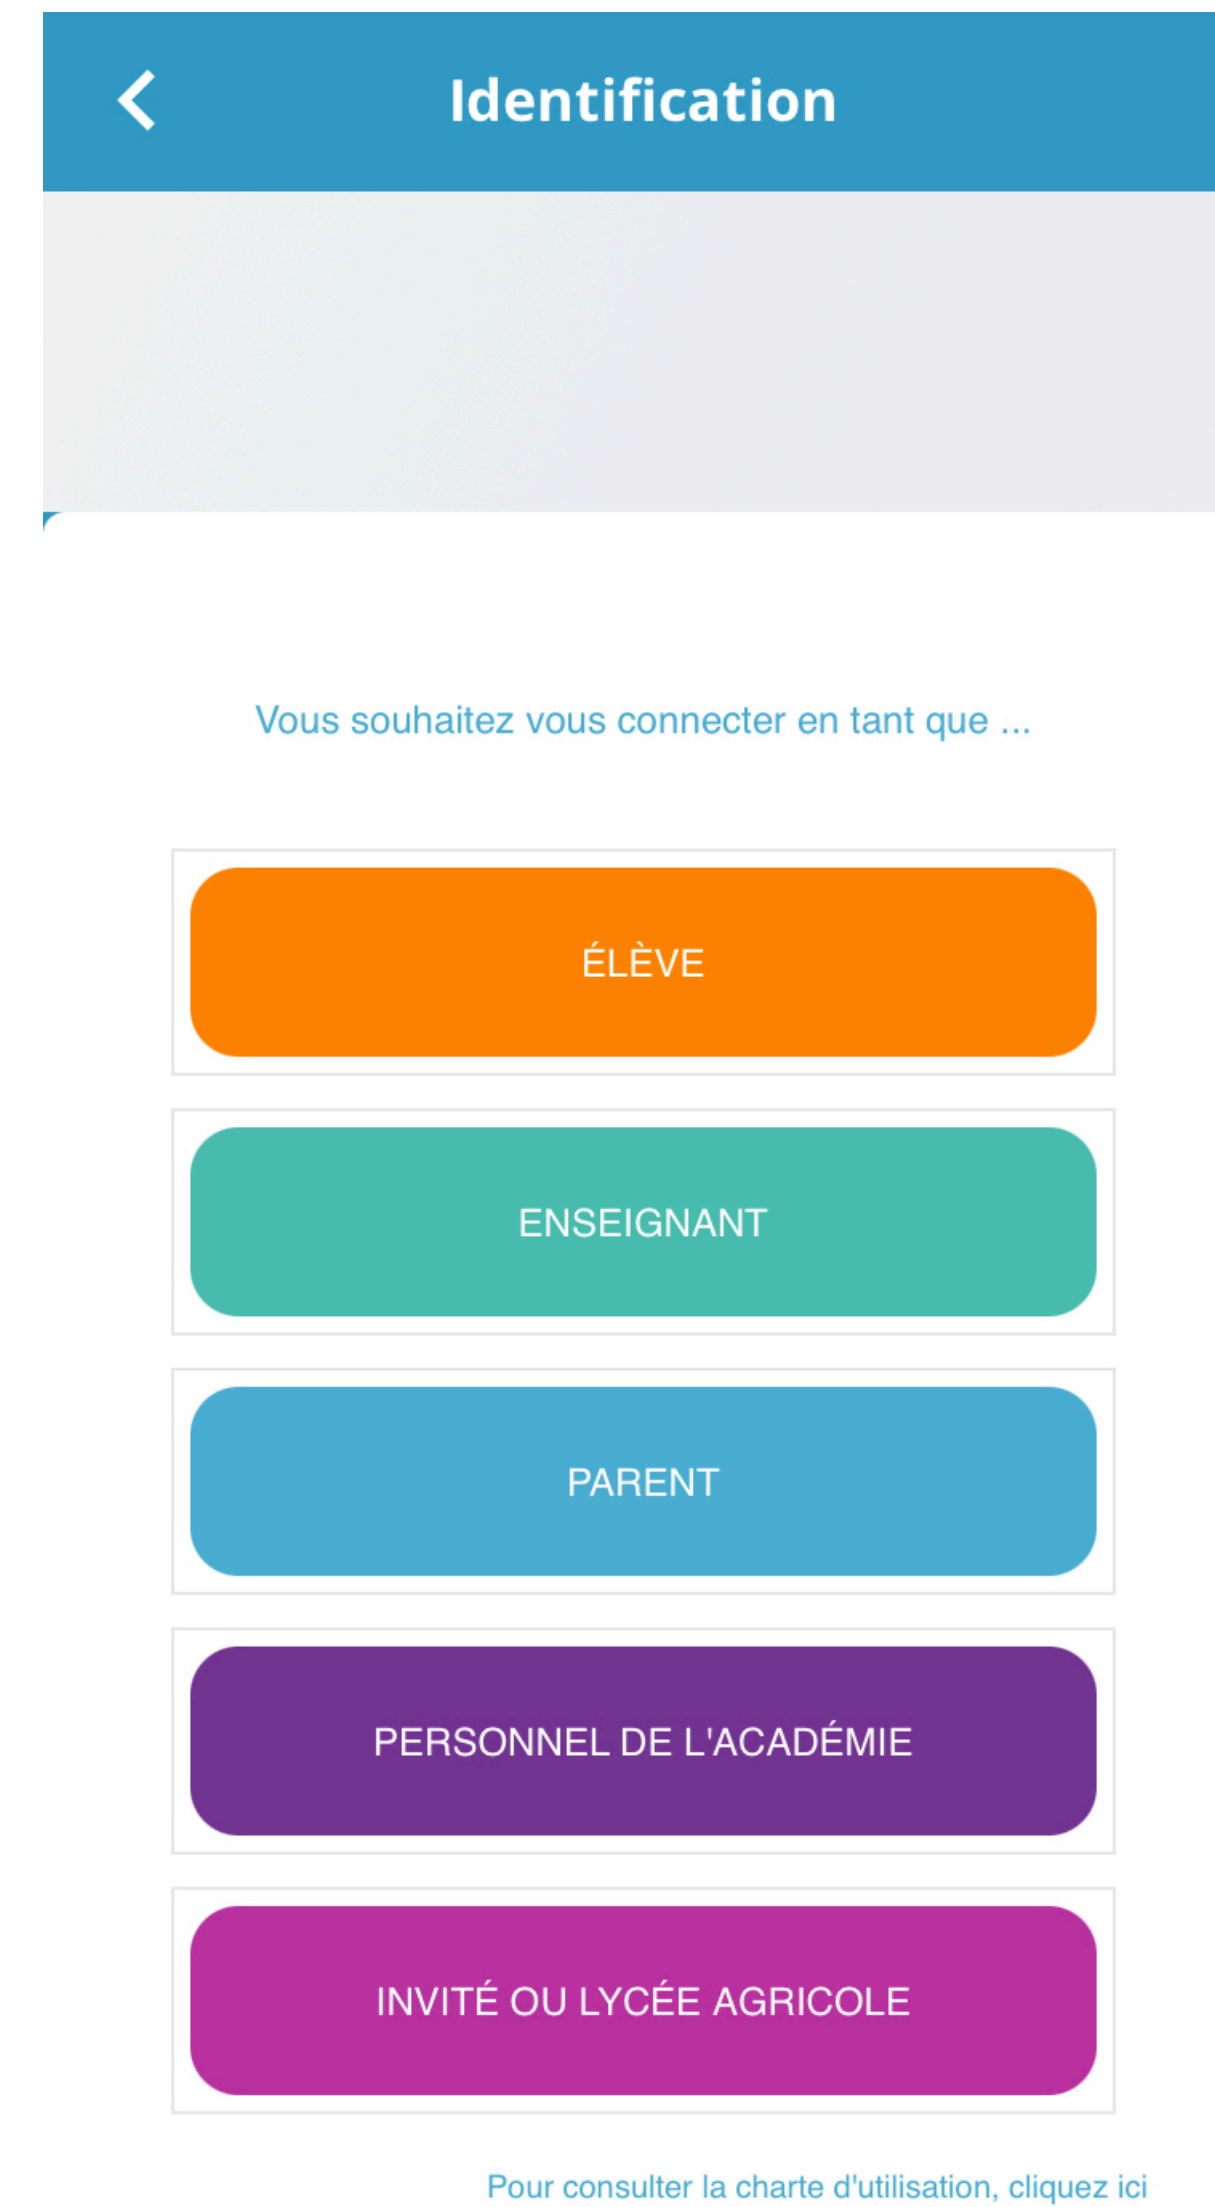 Identification
Vous souhaitez vous connecter en tant que ...
ÉLÈVE
ENSEIGNANT
PARENT
PERSONNEL DE L'ACADÉMIE
INVITÉ OU LYCÉE AGRICOLE
Pour consulter la charte d'utilisation, cliquez ici